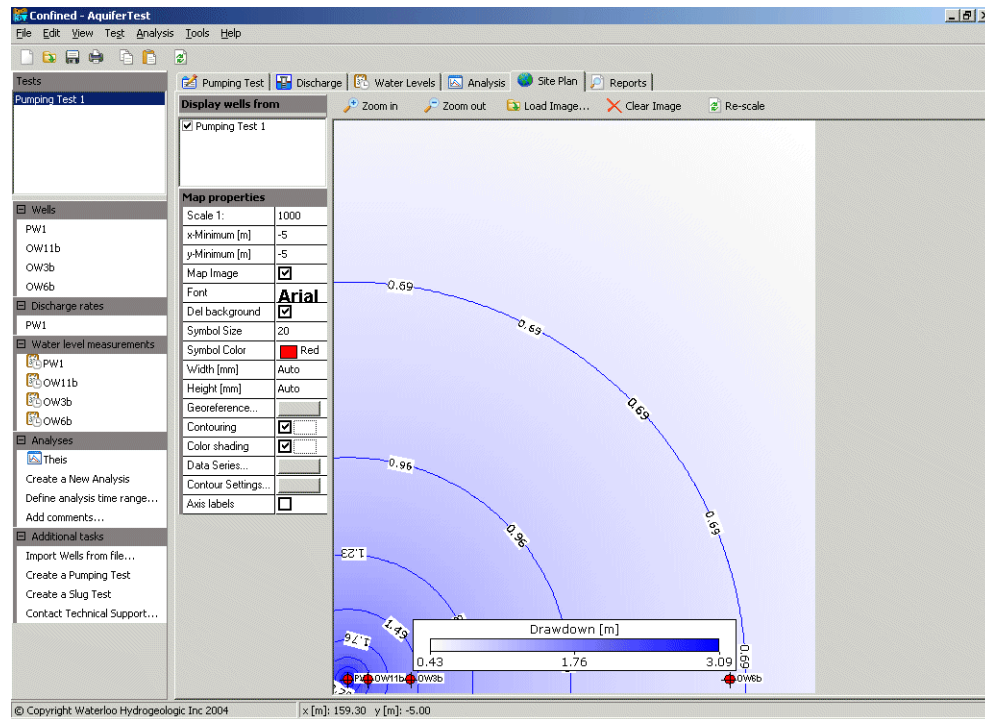 Confined - AquiferTest
File Edit View Test Analysis Tools Help
Tests
Pumping Test 1
Wells
PW1
OW11b
OW3b
OW6b
Discharge rates
PW1
Water level measurements
PW1
OW11b
OW3b
OW6b
Analyses
Theis
Create a New Analysis
Define analysis time range...
Add comments...
Additional tasks
Import Wells from file...
Create a Pumping Test
Create a Slug Test
Contact Technical Support...
Pumping Test Discharge Water Levels Analysis Site Plan Reports
Display wells from
Pumping Test 1
Zoom in Zoom out Load Image... Clear Image Re-scale
Map properties
Scale 1: 1000
x-Minimum [m] -5
y-Minimum [m] -5
Map Image
Font Arial
Del background
Symbol Size 20
Symbol Color Red
Width [mm] Auto
Height [mm] Auto
Georeference...
Contouring
Color shading
Data Series...
Contour Settings...
Axis labels
0.69
0.69
0.69
0.69
0.69
0.96
0.96
1.23
1.49
1.76
Drawdown [m]
0.43 1.76 3.09
OW11b OW3b OW6b
© Copyright Waterloo Hydrogeologic Inc 2004 x [m]: 159.30 y [m]: -5.00